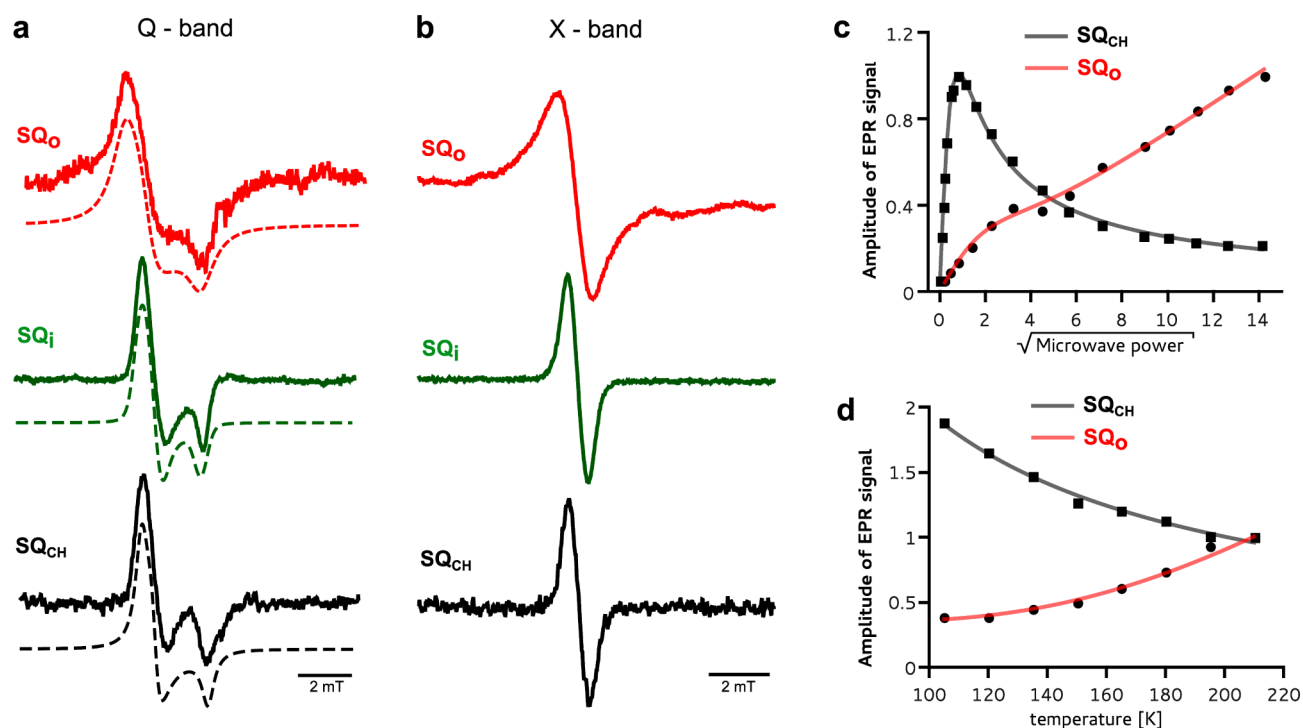 a
Q - band
SQo
SQi
SQCH
2 mT
b
X - band
SQo
SQi
SQCH
2 mT
c
SQCH
SQo
Amplitude of EPR signal
1.2
0.8
0.4
0
0 2 4 6 8 10 12 14
√Microwave power
d
SQCH
SQo
Amplitude of EPR signal
2
1.5
1
0.5
0
100 120 140 160 180 200 220
temperature [K]